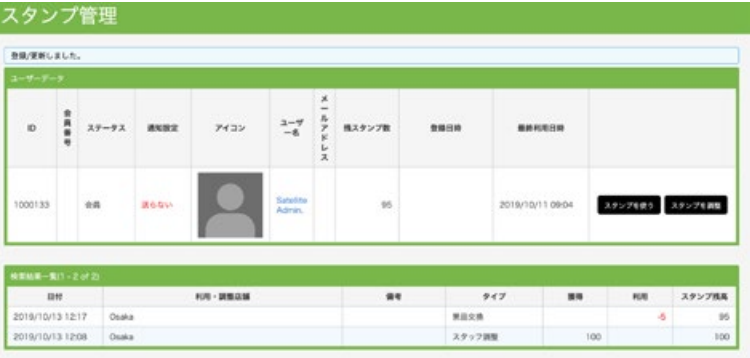 スタンプ管理
登録/更新しました。
ユーザーデータ
ID 会員番号 ステータス 通知設定 アイコン ユーザー名 メールアドレス 残スタンプ数 登録日時 最終利用日時
1000133 会員 送らない Satellite Admin. 95 2019/10/11 09:04 スタンプを使う スタンプを調整
検索結果一覧(1 - 2 of 2)
日付 利用・調整店舗 備考 タイプ 獲得 利用 スタンプ残高
2019/10/13 12:17 Osaka 景品交換 -5 95
2019/10/13 12:08 Osaka スタッフ調整 100 100